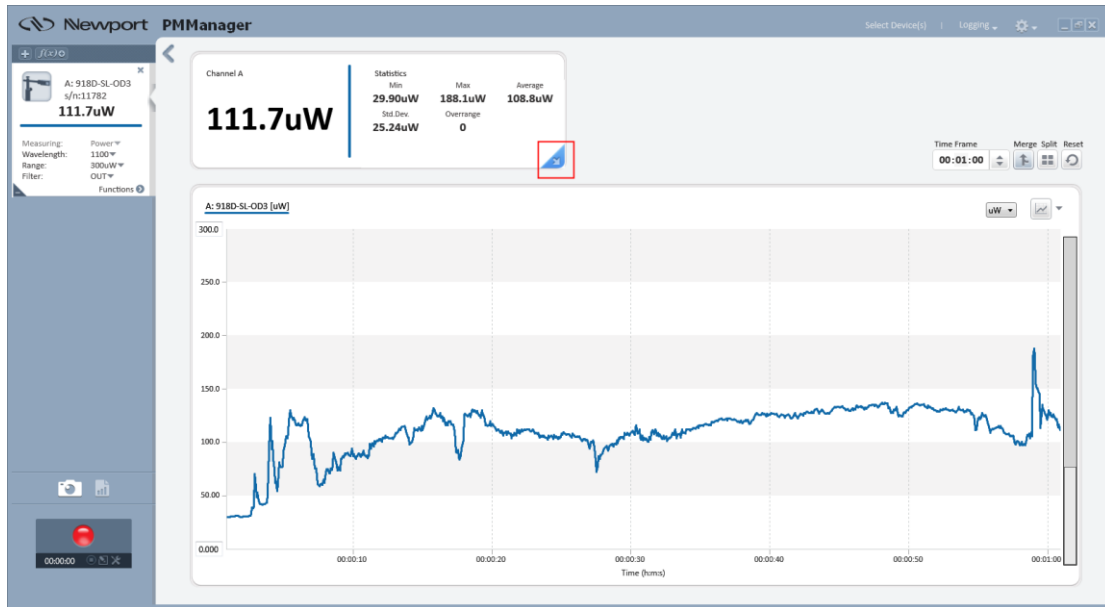 Newport PMManager
Select Device(s) | Logging
f(x)
A: 918D-SL-OD3
s/n:11782
111.7uW
Measuring: Power
Wavelength: 1100
Range: 300uW
Filter: OUT
Functions
Channel A
111.7uW
Statistics
Min Max Average
29.90uW 188.1uW 108.8uW
Std.Dev. Overrange
25.24uW 0
Time Frame Merge Split Reset
00:01:00
A: 918D-SL-OD3 [uW]
uW
300.0
250.0
200.0
150.0
100.0
50.00
0.000
00:00:10 00:00:20 00:00:30 00:00:40 00:00:50 00:01:00
Time (h:m:s)
00:00:00